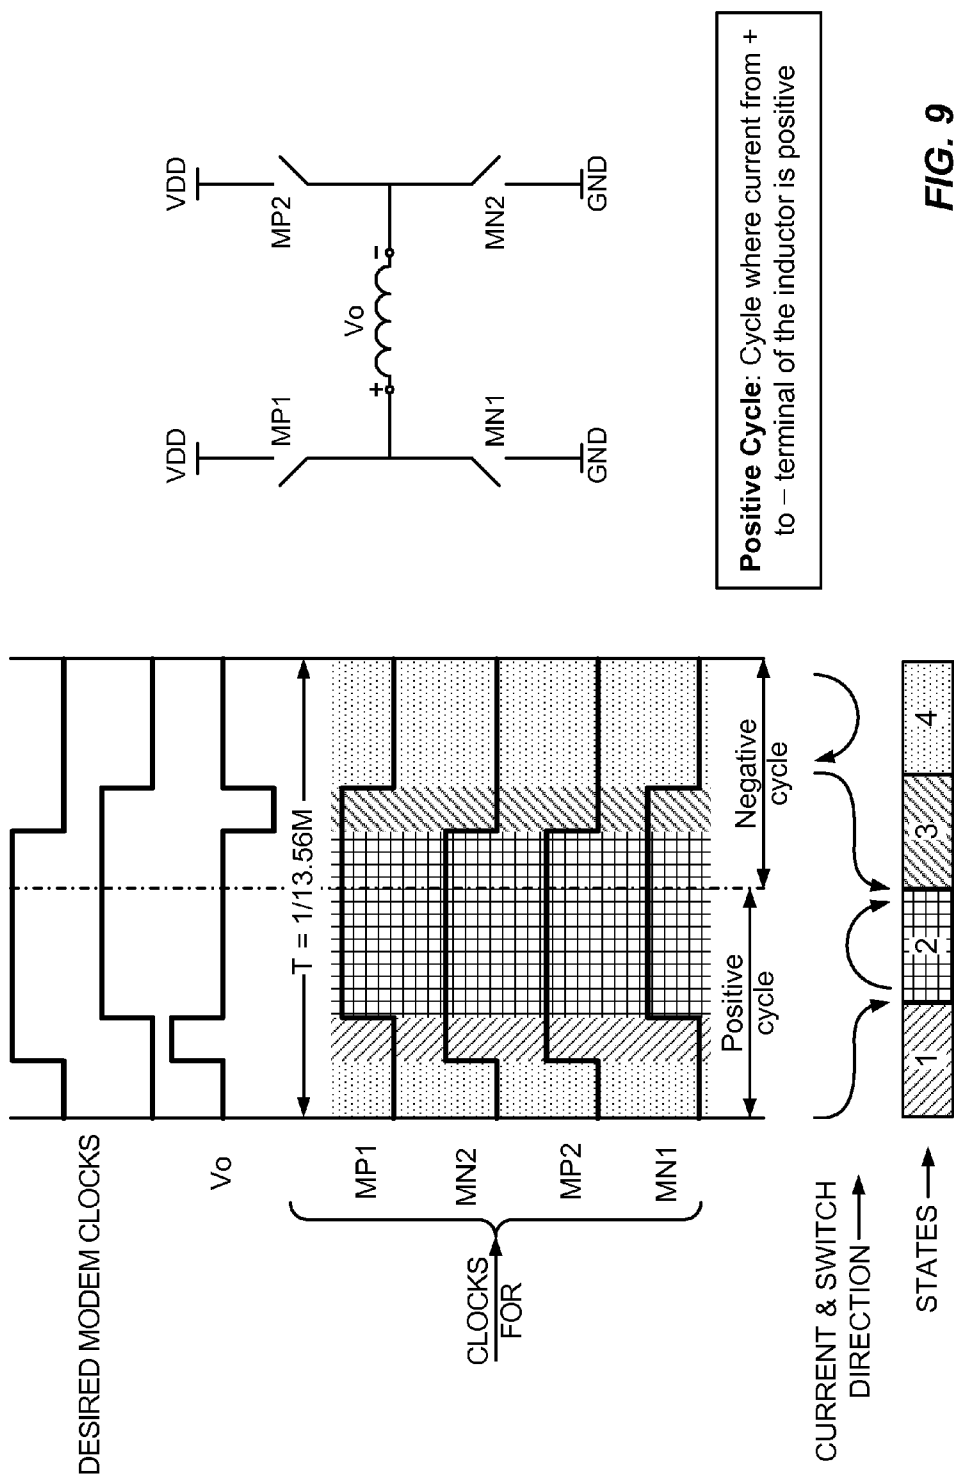 DESIRED MODEM CLOCKS
Vo
T = 1/13.56M
CLOCKS
FOR
MP1
MN2
MP2
MN1
Positive
cycle
Negative
cycle
CURRENT & SWITCH
DIRECTION
STATES
1
2
3
4
VDD
VDD
MP1
MP2
Vo
+
–
MN1
MN2
GND
GND
Positive Cycle: Cycle where current from +
to – terminal of the inductor is positive
FIG. 9